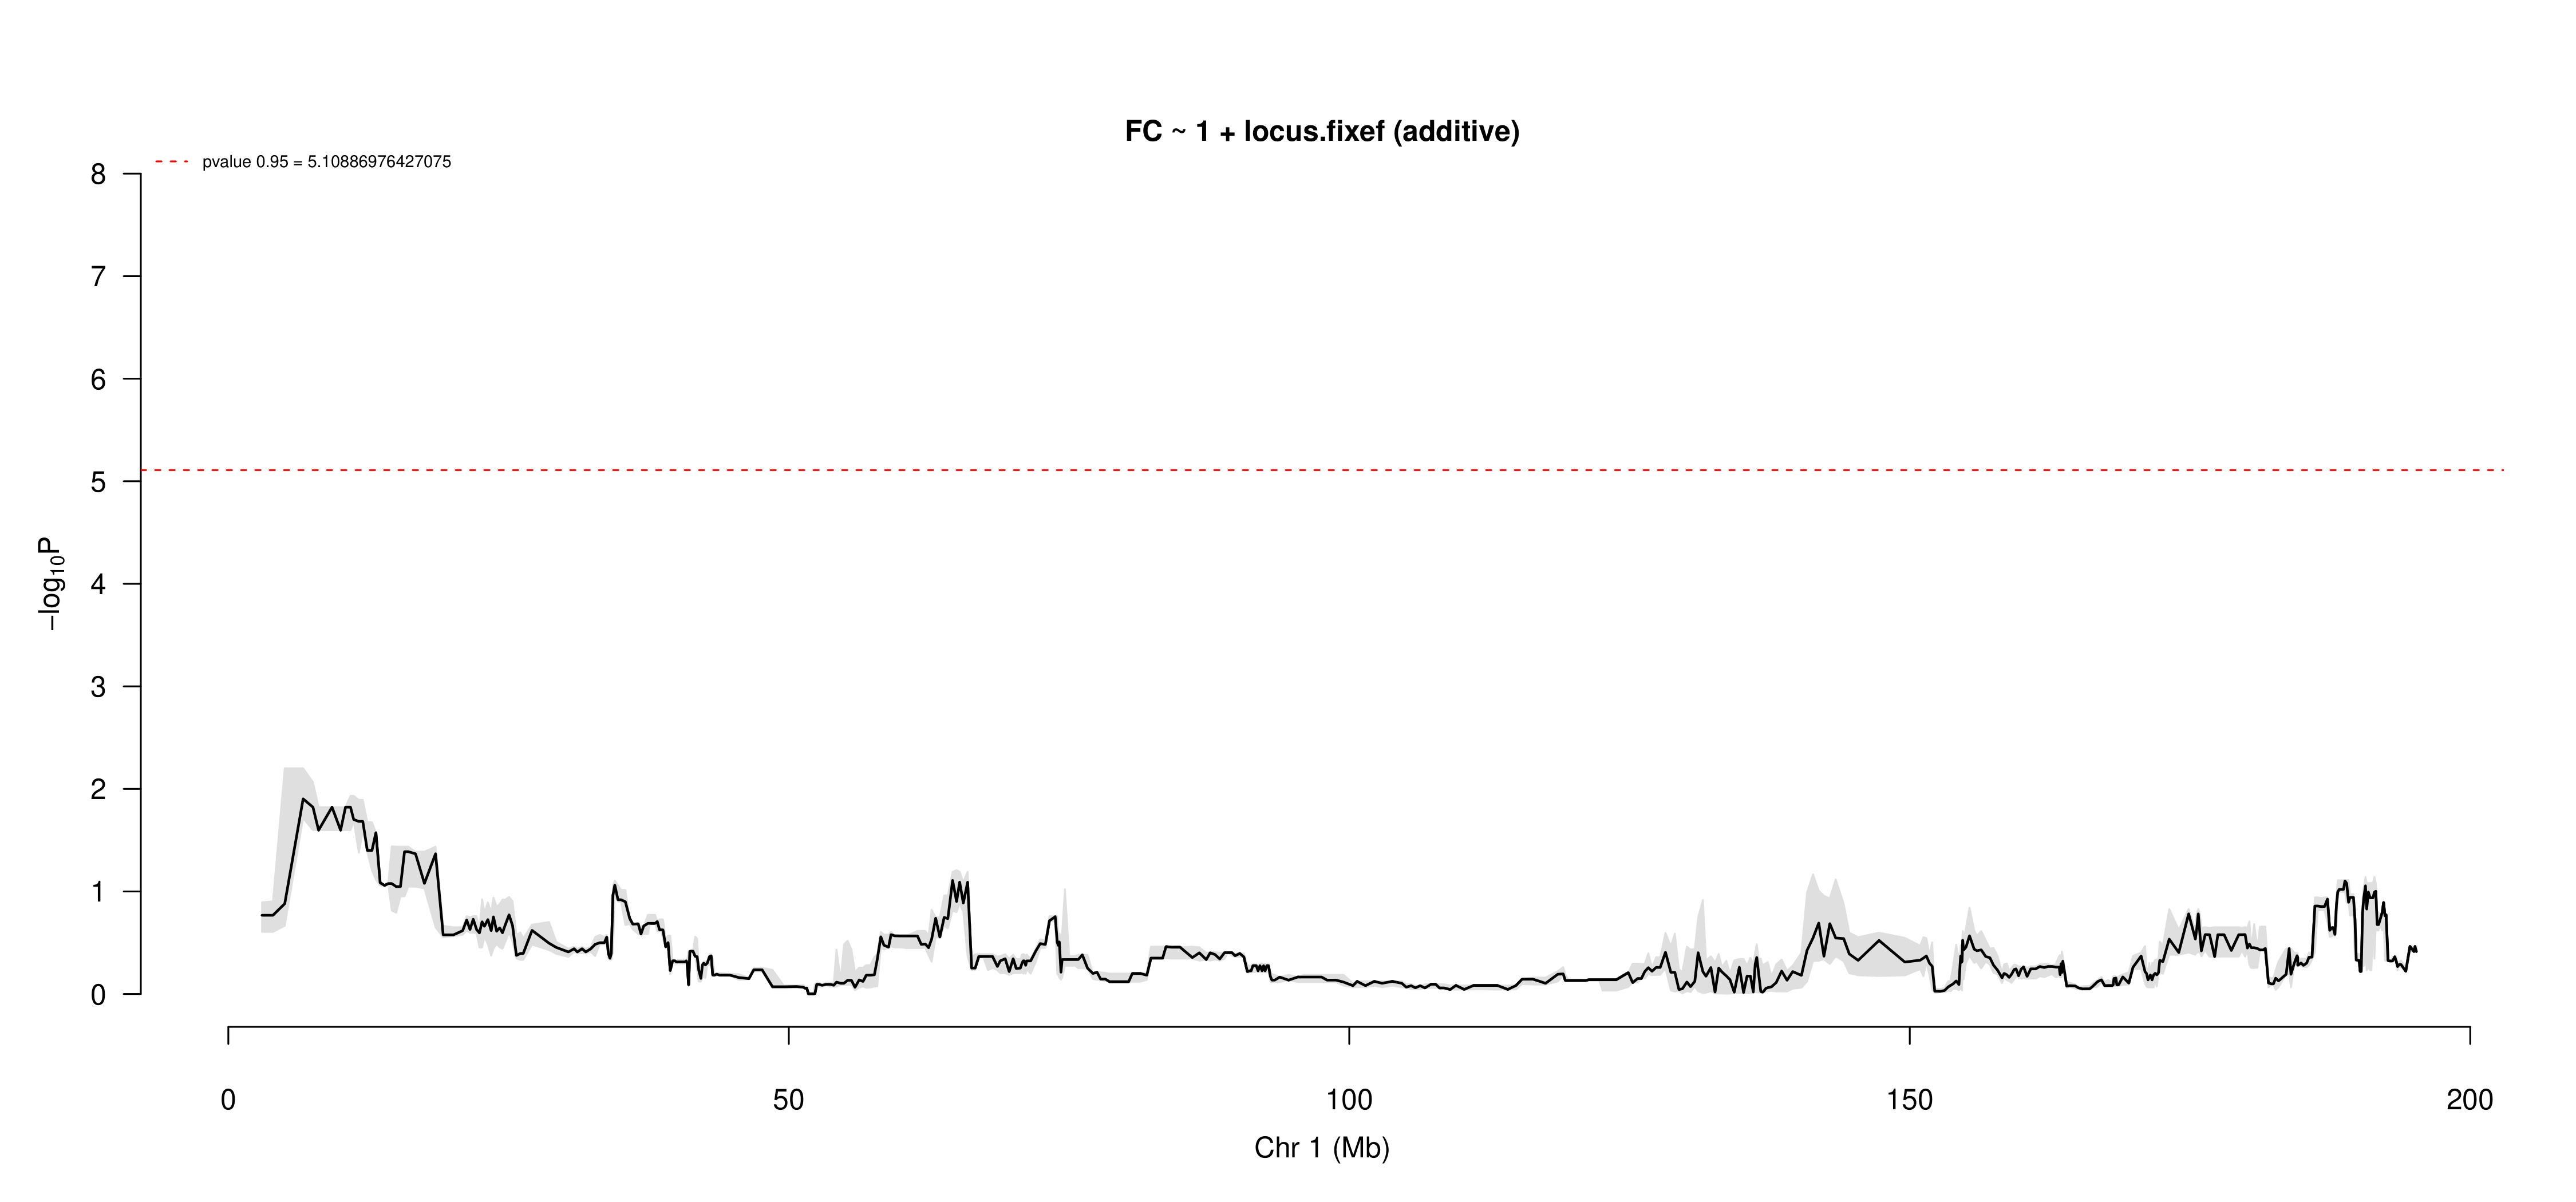 FC ~ 1 + locus.fixef (additive)
pvalue 0.95 = 5.10886976427075
8
7
6
5
4
3
2
1
0
−log10P
0 50 100 150 200
Chr 1 (Mb)